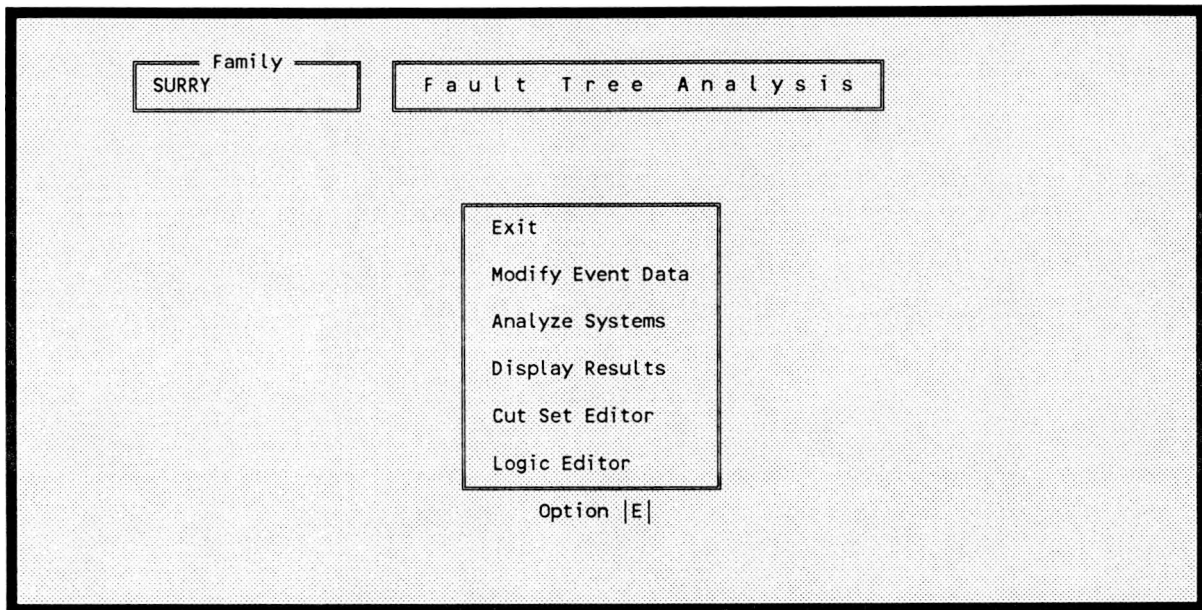 Family
SURRY
Fault Tree Analysis
Exit
Modify Event Data
Analyze Systems
Display Results
Cut Set Editor
Logic Editor
Option |E|